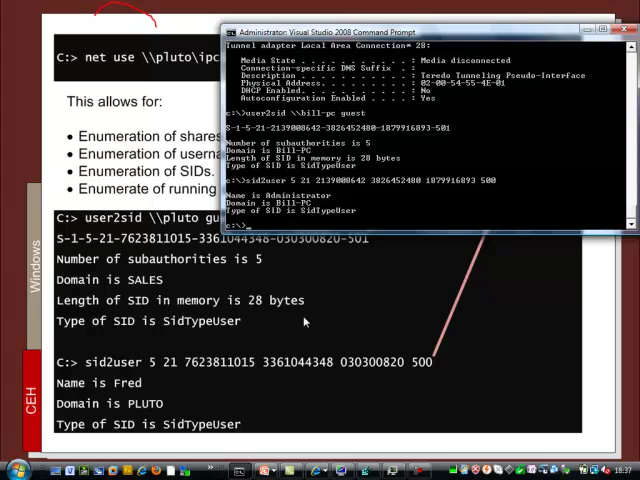 C:> net use \\pluto\ipc
This allows for:
Enumeration of shares
Enumeration of userna
Enumeration of SIDs.
Enumerate of running
C:> user2sid \\pluto gu
S-1-5-21-7623811015-3361044348-030300820-501
Number of subauthorities is 5
Domain is SALES
Length of SID in memory is 28 bytes
Type of SID is SidTypeUser
C:> sid2user 5 21 7623811015 3361044348 030300820 500
Name is Fred
Domain is PLUTO
Type of SID is SidTypeUser
Windows
CEH
Administrator: Visual Studio 2008 Command Prompt
Tunnel adapter Local Area Connection* 28:
Media State . . . . . . . . . . . : Media disconnected
Connection-specific DNS Suffix  . :
Description . . . . . . . . . . . : Teredo Tunneling Pseudo-Interface
Physical Address. . . . . . . . . : 02-00-54-55-4E-01
DHCP Enabled. . . . . . . . . . . : No
Autoconfiguration Enabled . . . . : Yes
c:\>user2sid \\bill-pc guest
S-1-5-21-2139008642-3826452480-1879916893-501
Number of subauthorities is 5
Domain is Bill-PC
Length of SID in memory is 28 bytes
Type of SID is SidTypeUser
c:\>sid2user 5 21 2139008642 3826452480 1879916893 500
Name is Administrator
Domain is Bill-PC
Type of SID is SidTypeUser
c:\>_
18:37